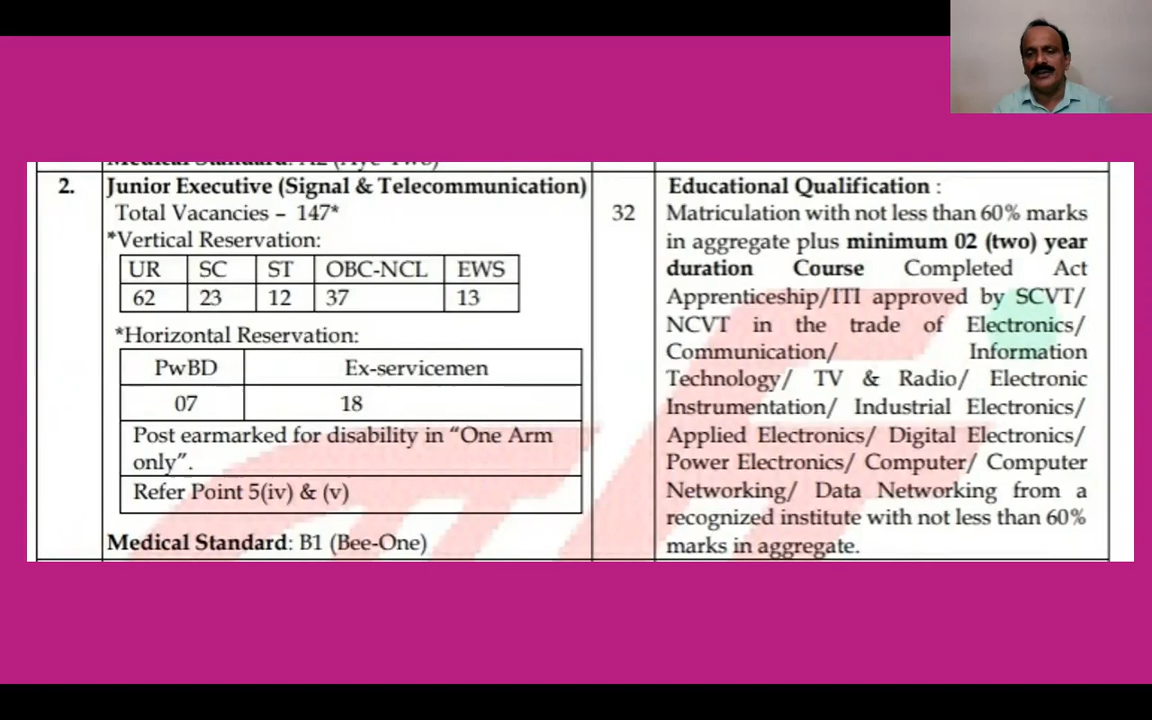 Medical Standard: A2 (Aye-Two)
2.
Junior Executive (Signal & Telecommunication)
Total Vacancies – 147*
*Vertical Reservation:
UR SC ST OBC-NCL EWS
62 23 12 37 13
*Horizontal Reservation:
PwBD Ex-servicemen
07 18
Post earmarked for disability in “One Arm
only”.
Refer Point 5(iv) & (v)
Medical Standard: B1 (Bee-One)
32
Educational Qualification :
Matriculation with not less than 60% marks
in aggregate plus minimum 02 (two) year
duration Course Completed Act
Apprenticeship/ITI approved by SCVT/
NCVT in the trade of Electronics/
Communication/ Information
Technology/ TV & Radio/ Electronic
Instrumentation/ Industrial Electronics/
Applied Electronics/ Digital Electronics/
Power Electronics/ Computer/ Computer
Networking/ Data Networking from a
recognized institute with not less than 60%
marks in aggregate.